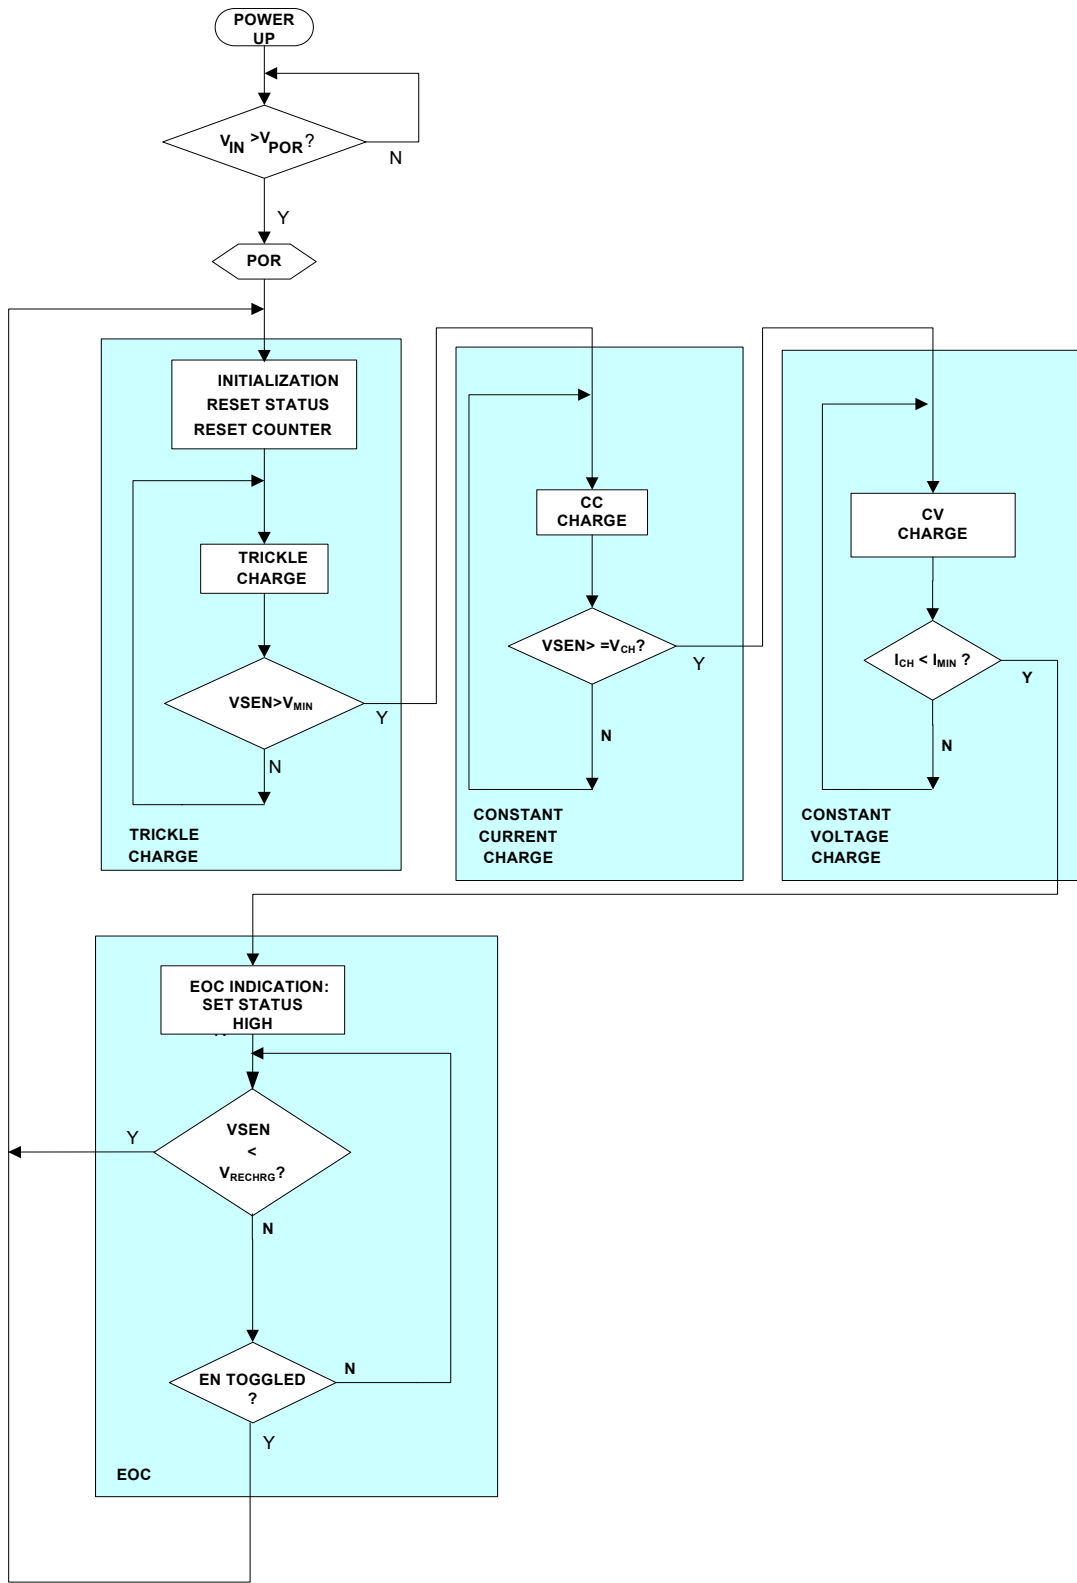 POWER
UP
VIN >VPOR?
N
Y
POR
INITIALIZATION
RESET STATUS
RESET COUNTER
TRICKLE
CHARGE
VSEN>VMIN
Y
N
TRICKLE
CHARGE
CC
CHARGE
VSEN> =VCH?
Y
N
CONSTANT
CURRENT
CHARGE
CV
CHARGE
ICH < IMIN ?
Y
N
CONSTANT
VOLTAGE
CHARGE
EOC INDICATION:
SET STATUS
HIGH
VSEN
<
VRECHRG?
Y
N
EN TOGGLED
?
N
Y
EOC